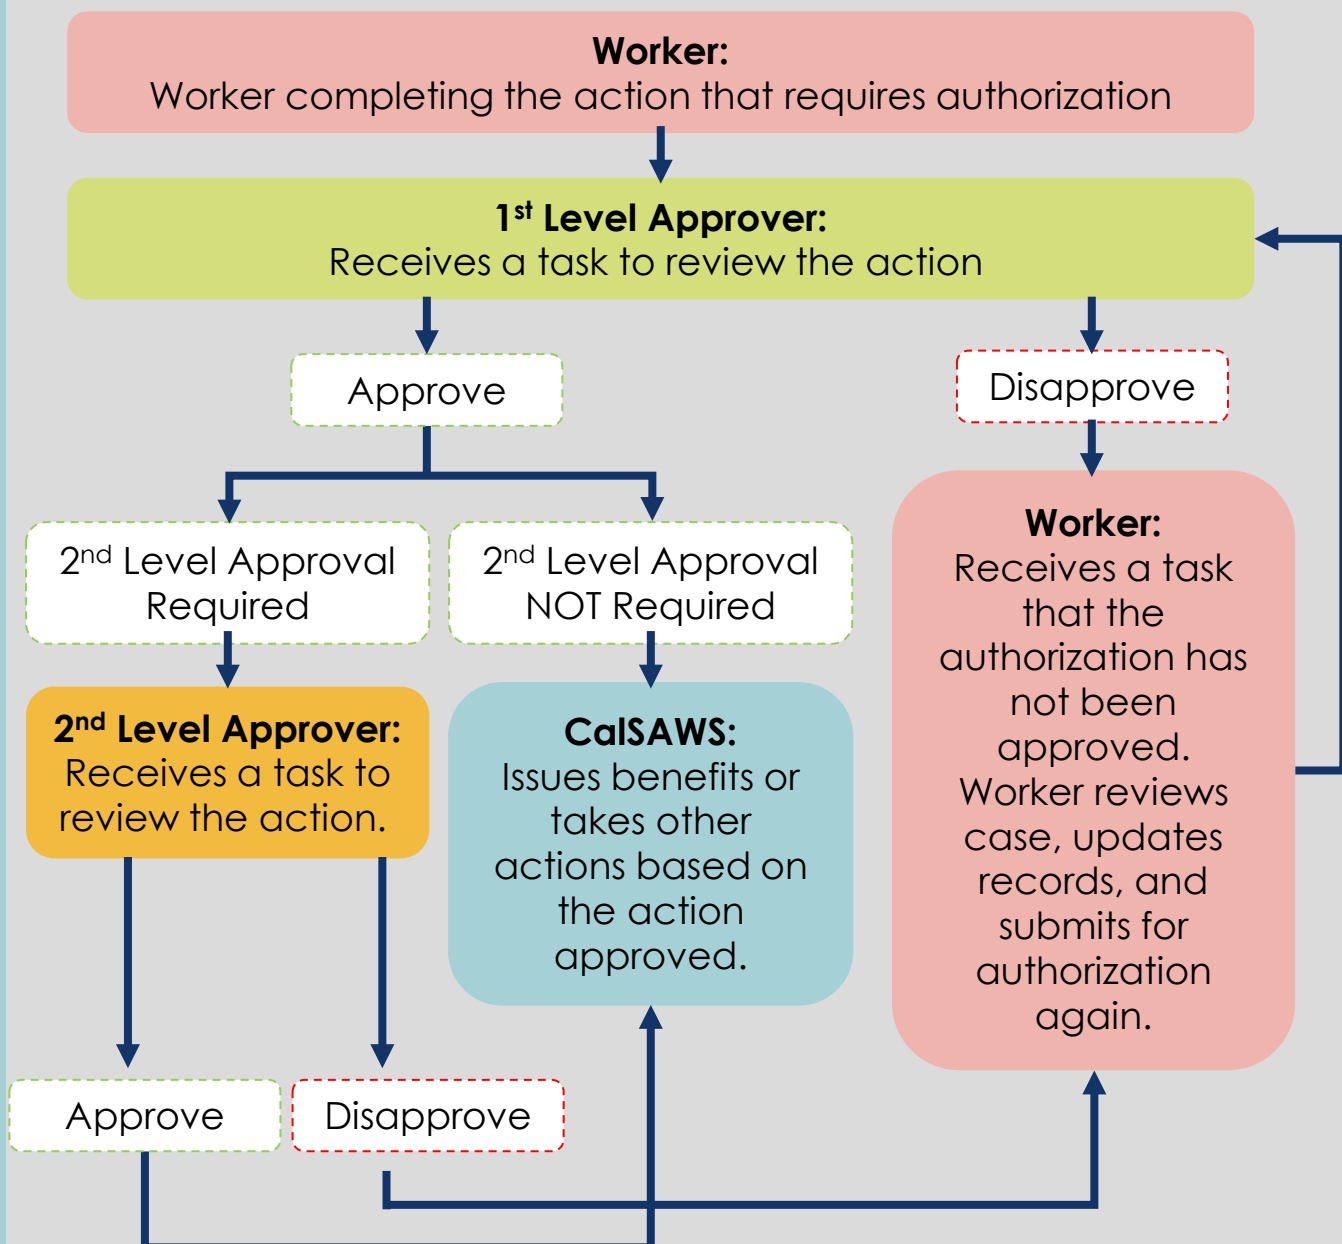 Worker:
Worker completing the action that requires authorization
1st Level Approver:
Receives a task to review the action
Approve
Disapprove
2nd Level Approval
Required
2nd Level Approval
NOT Required
Worker:
Receives a task
that the
authorization has
not been
approved.
Worker reviews
case, updates
records, and
submits for
authorization
again.
2nd Level Approver:
Receives a task to
review the action.
CalSAWS:
Issues benefits or
takes other
actions based on
the action
approved.
Approve
Disapprove